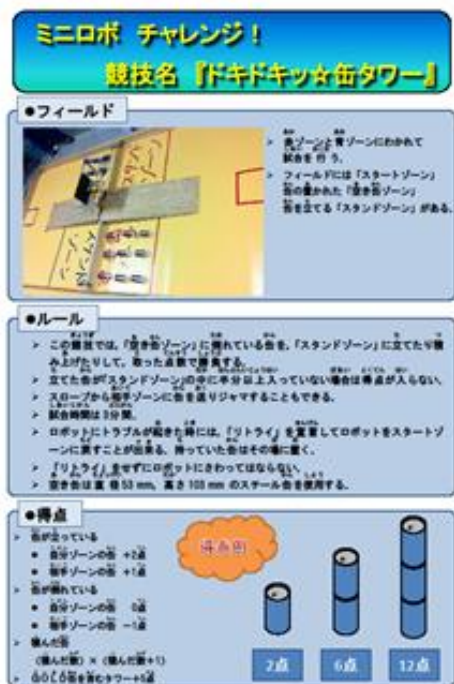 ミニロボ チャレンジ!
競技名 『ドキドキッ☆缶タワー』
●フィールド
赤ゾーンと青ゾーンにわかれて
試合を行う。
フィールドには「スタートゾーン」
缶の置かれた「空き缶ゾーン」
缶を立てる「スタンドゾーン」がある。
●ルール
この競技では、「空き缶ゾーン」に倒れている缶を、「スタンドゾーン」に立てたり積
み上げたりして、取った点数で勝負する。
立てた缶が「スタンドゾーン」の中に半分以上入っていない場合は得点が入らない。
スロープから相手ゾーンに缶を送りジャマすることもできる。
試合時間は3分間。
ロボットにトラブルが起きた時には、「リトライ」を宣言してロボットをスタートゾ
ーンに戻すことが出来る。持っていた缶はその場に置く。
「リトライ」をせずにロボットにさわってはならない。
空き缶は直径53 mm、高さ103 mmのスチール缶を使用する。
●得点
缶が立っている
自分ゾーンの缶 +2点
相手ゾーンの缶 +1点
缶が倒れている
自分ゾーンの缶 0点
相手ゾーンの缶 -1点
積んだ缶
(積んだ数)×(積んだ数+1)
GOLD缶を含むタワー+5点
得点例
2点
6点
12点